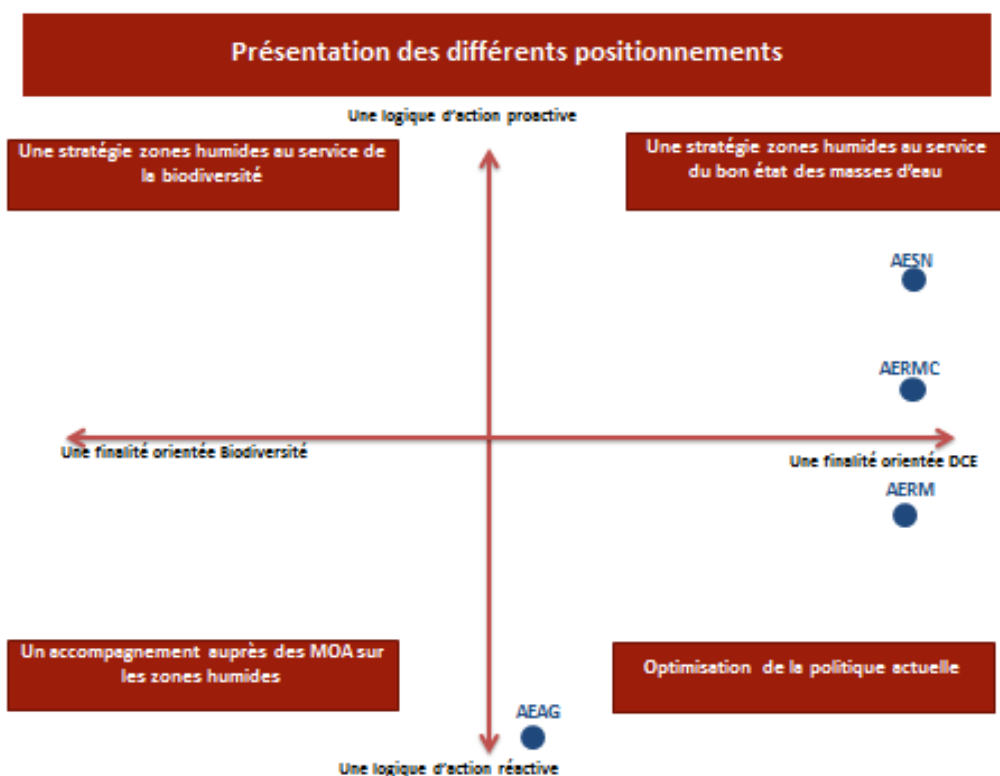 Présentation des différents positionnements
Une logique d'action proactive
Une stratégie zones humides au service de
la biodiversité
Une stratégie zones humides au service
du bon état des masses d'eau
AESN
AERMC
Une finalité orientée Biodiversité
Une finalité orientée DCE
AERM
Un accompagnement auprès des MOA sur
les zones humides
Optimisation de la politique actuelle
AEAG
Une logique d'action réactive